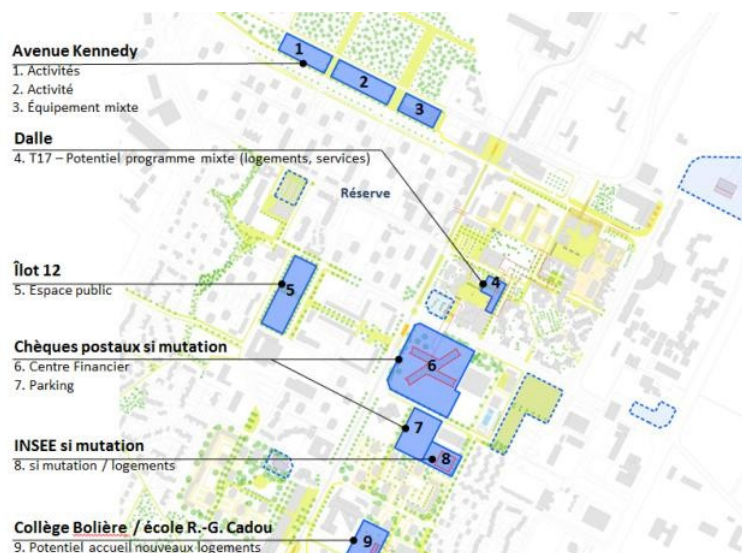 Avenue Kennedy
1. Activités
2. Activité
3. Équipement mixte
Dalle
4. T17 – Potentiel programme mixte (logements, services)
Îlot 12
5. Espace public
Chèques postaux si mutation
6. Centre Financier
7. Parking
INSEE si mutation
8. si mutation / logements
Collège Bolière / école R.-G. Cadou
9. Potentiel accueil nouveaux logements
1
2
3
Réserve
4
5
6
7
8
9